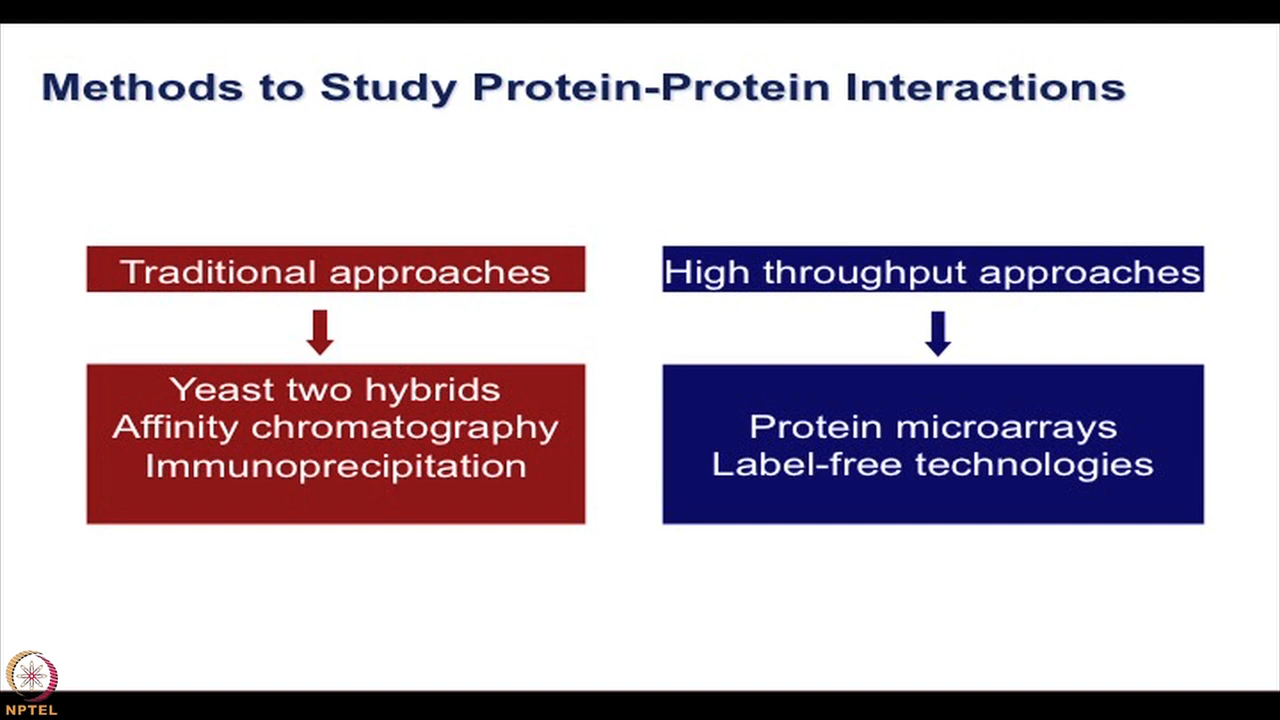 Methods to Study Protein-Protein Interactions
Traditional approaches
Yeast two hybrids
Affinity chromatography
Immunoprecipitation
High throughput approaches
Protein microarrays
Label-free technologies
NPTEL